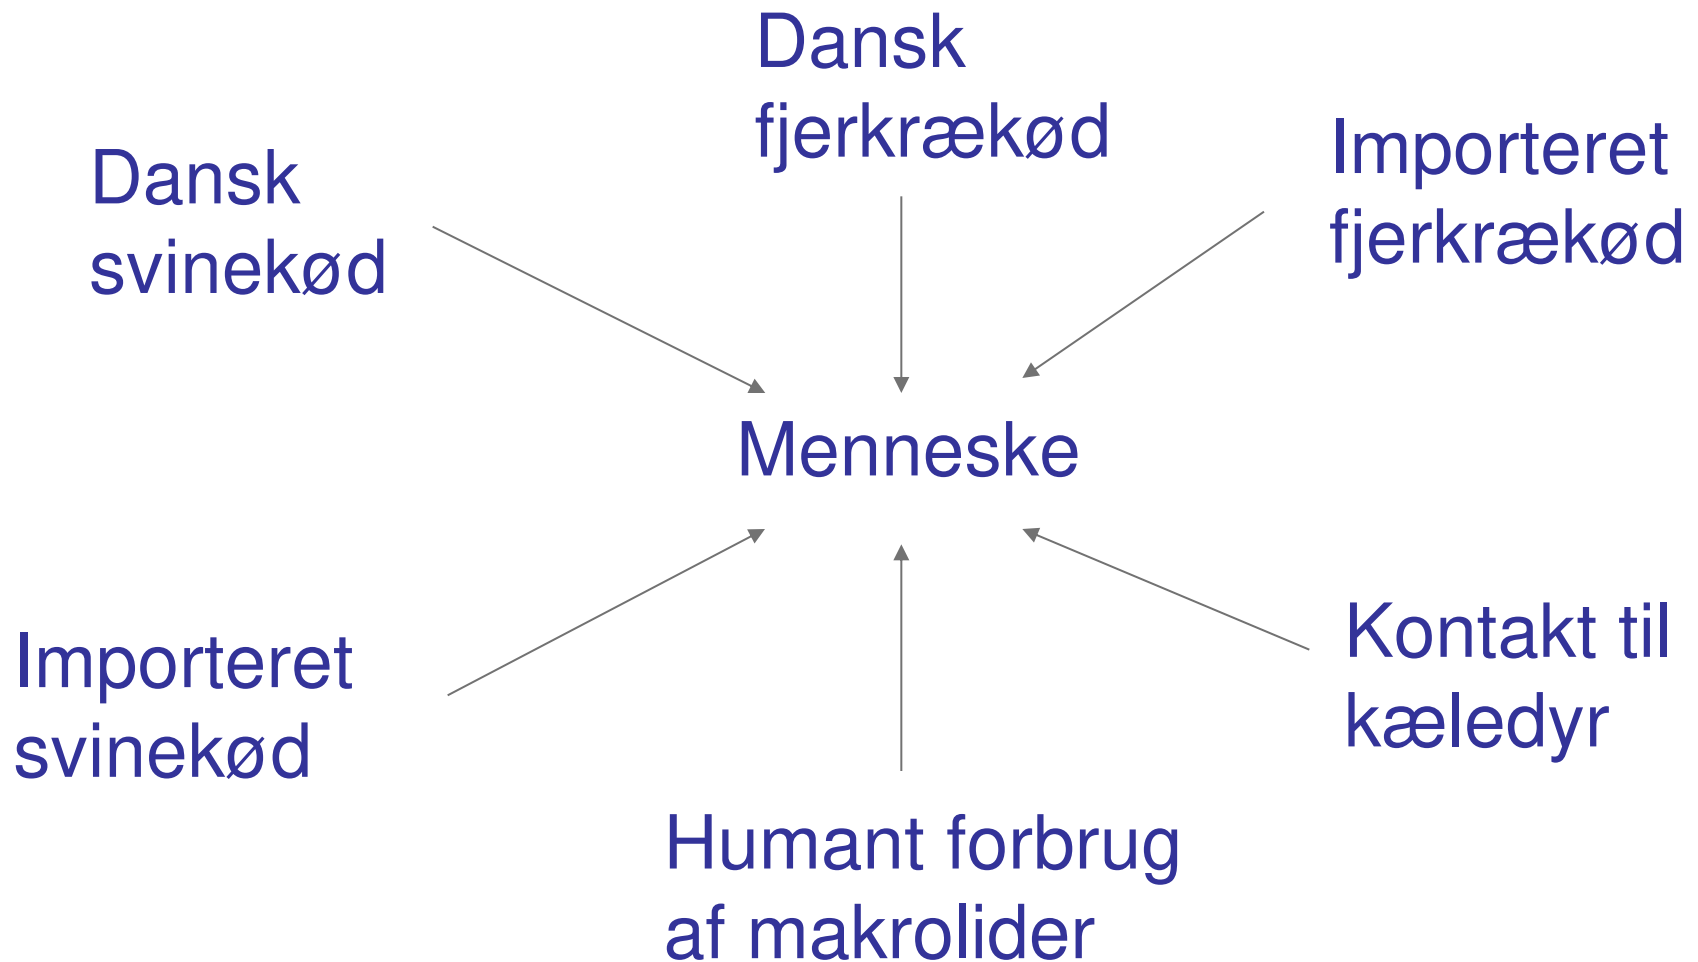 Dansk
fjerkrækød
Importeret
fjerkrækød
Dansk
svinekød
Menneske
Importeret
svinekød
Kontakt til
kæledyr
Humant forbrug
af makrolider